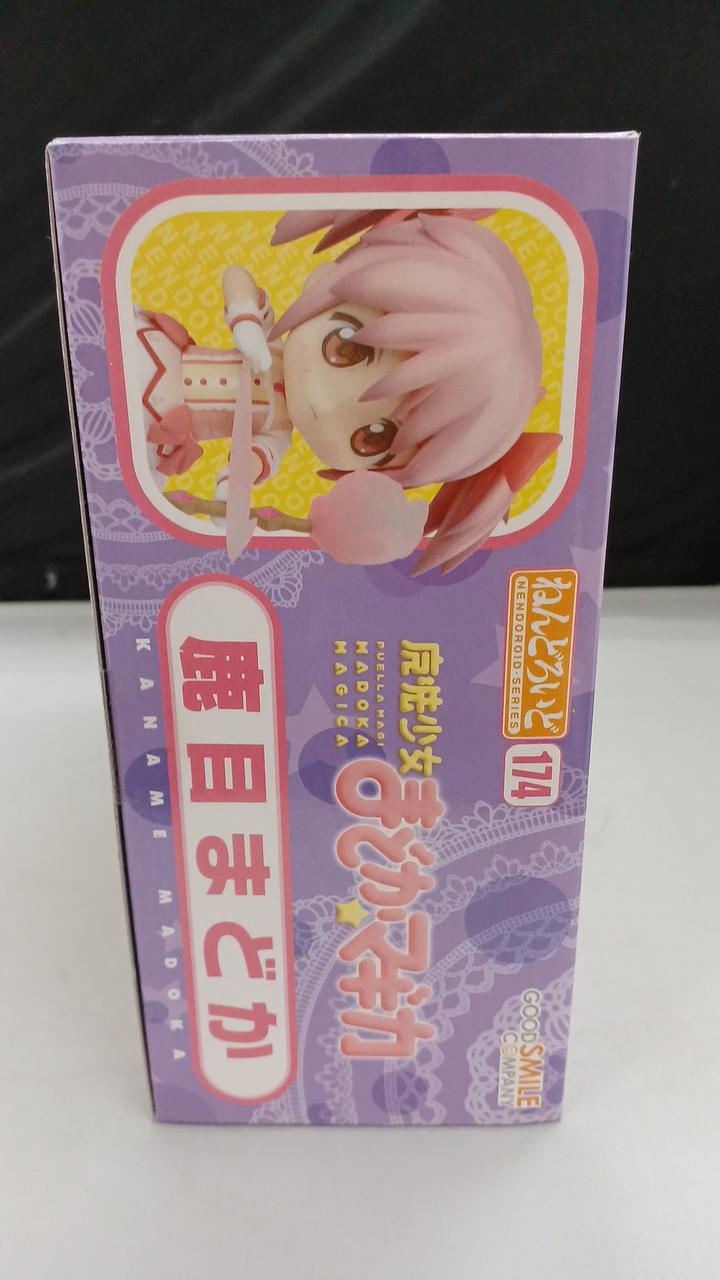 NENDOROID
ねんどろいど
NENDOROID・SERIES
174
魔法少女
PUELLA MAGI
MADOKA
MAGICA
まどか☆マギカ
鹿目まどか
KANAME MADOKA
GOOD SMILE
COMPANY